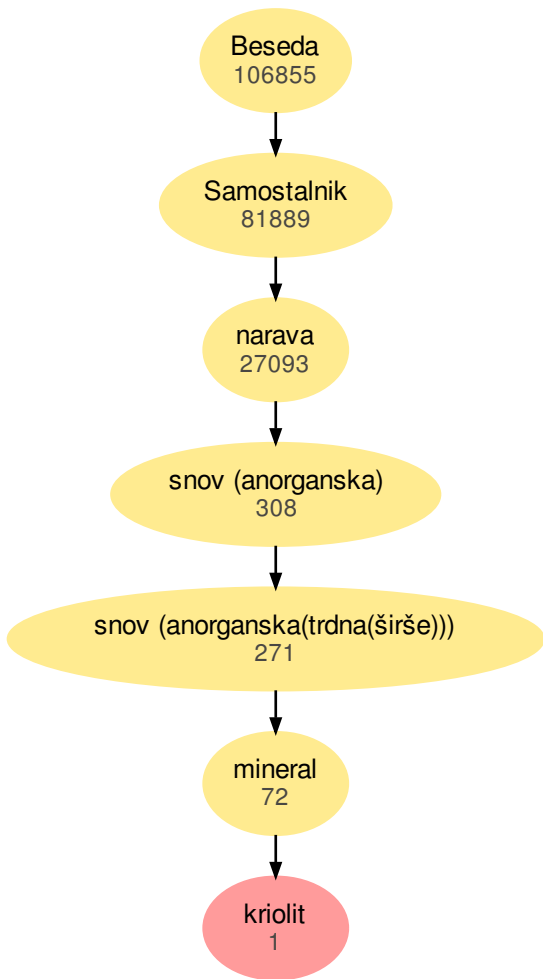 Beseda
106855
Samostalnik
81889
narava
27093
snov (anorganska)
308
snov (anorganska(trdna(širše)))
271
mineral
72
kriolit
1